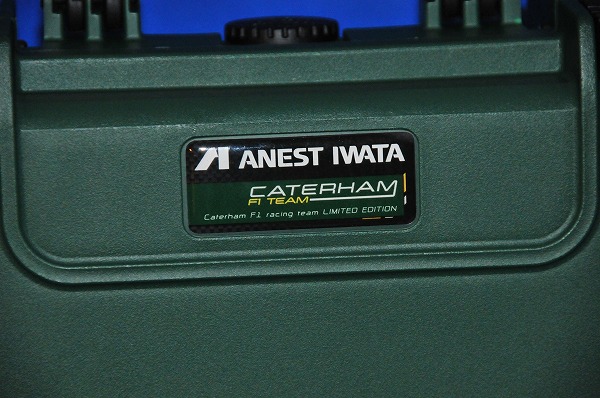 ANEST IWATA
CATERHAM
F1 TEAM
Caterham F1 racing team LIMITED EDITION